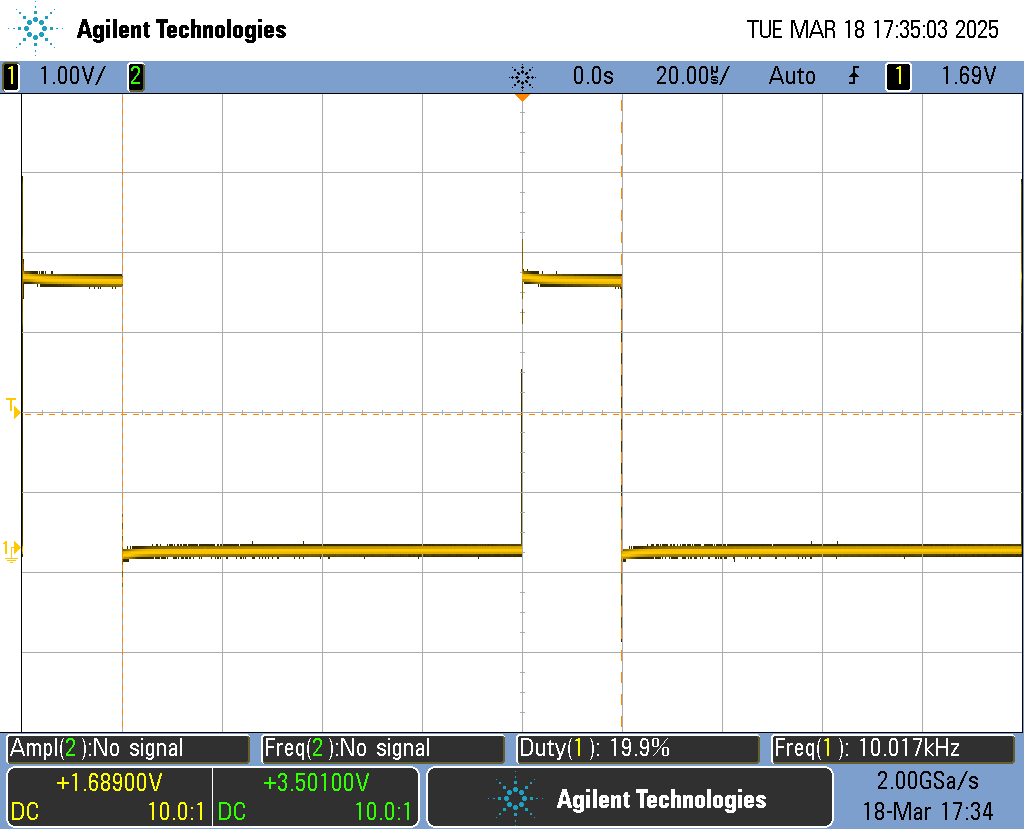 Agilent Technologies TUE MAR 18 17:35:03 2025
1 1.00V/ 2 0.0s 20.00µs/ Auto 1 1.69V
T
1
Ampl(2):No signal Freq(2):No signal Duty(1): 19.9% Freq(1): 10.017kHz
+1.68900V +3.50100V 2.00GSa/s
DC 10.0:1 DC 10.0:1 Agilent Technologies 18-Mar 17:34